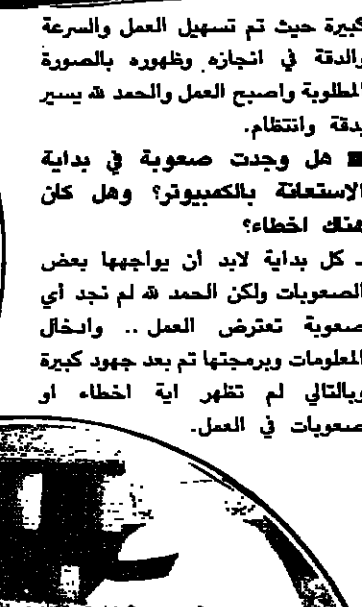 كبيرة حيث تم تسهيل العمل والسرعة
والدقة في انجازه وظهوره بالصورة
المطلوبة واصبح العمل والحمد لله يسير
بدقة وانتظام.
■ هل وجدت صعوبة في بداية
الاستعانة بالكمبيوتر؟ وهل كان
هناك اخطاء؟
ـ كل بداية لابد أن يواجهها بعض
الصعوبات ولكن الحمد لله لم نجد أي
صعوبة تعترض العمل .. وادخال
المعلومات وبرمجتها تم بعد جهود كبيرة
وبالتالي لم تظهر اية اخطاء او
صعوبات في العمل.